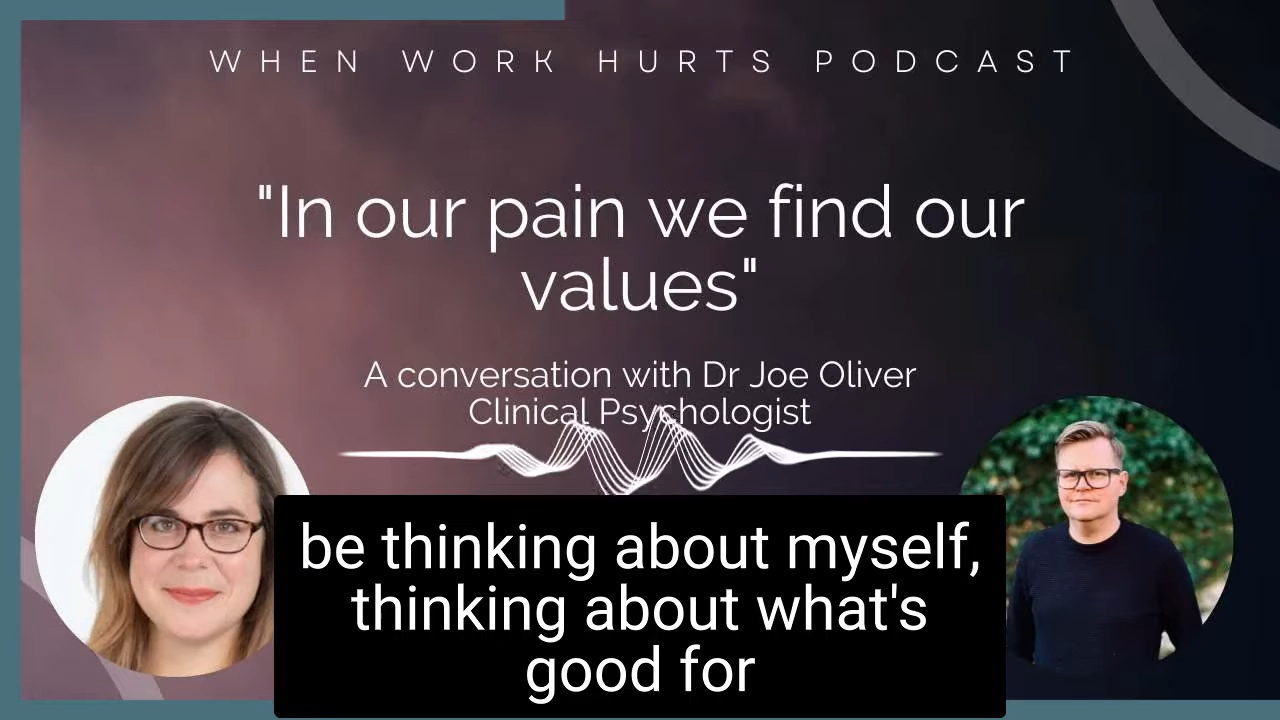 WHEN WORK HURTS PODCAST
"In our pain we find our
values"
A conversation with Dr Joe Oliver
Clinical Psychologist
be thinking about myself,
thinking about what's
good for